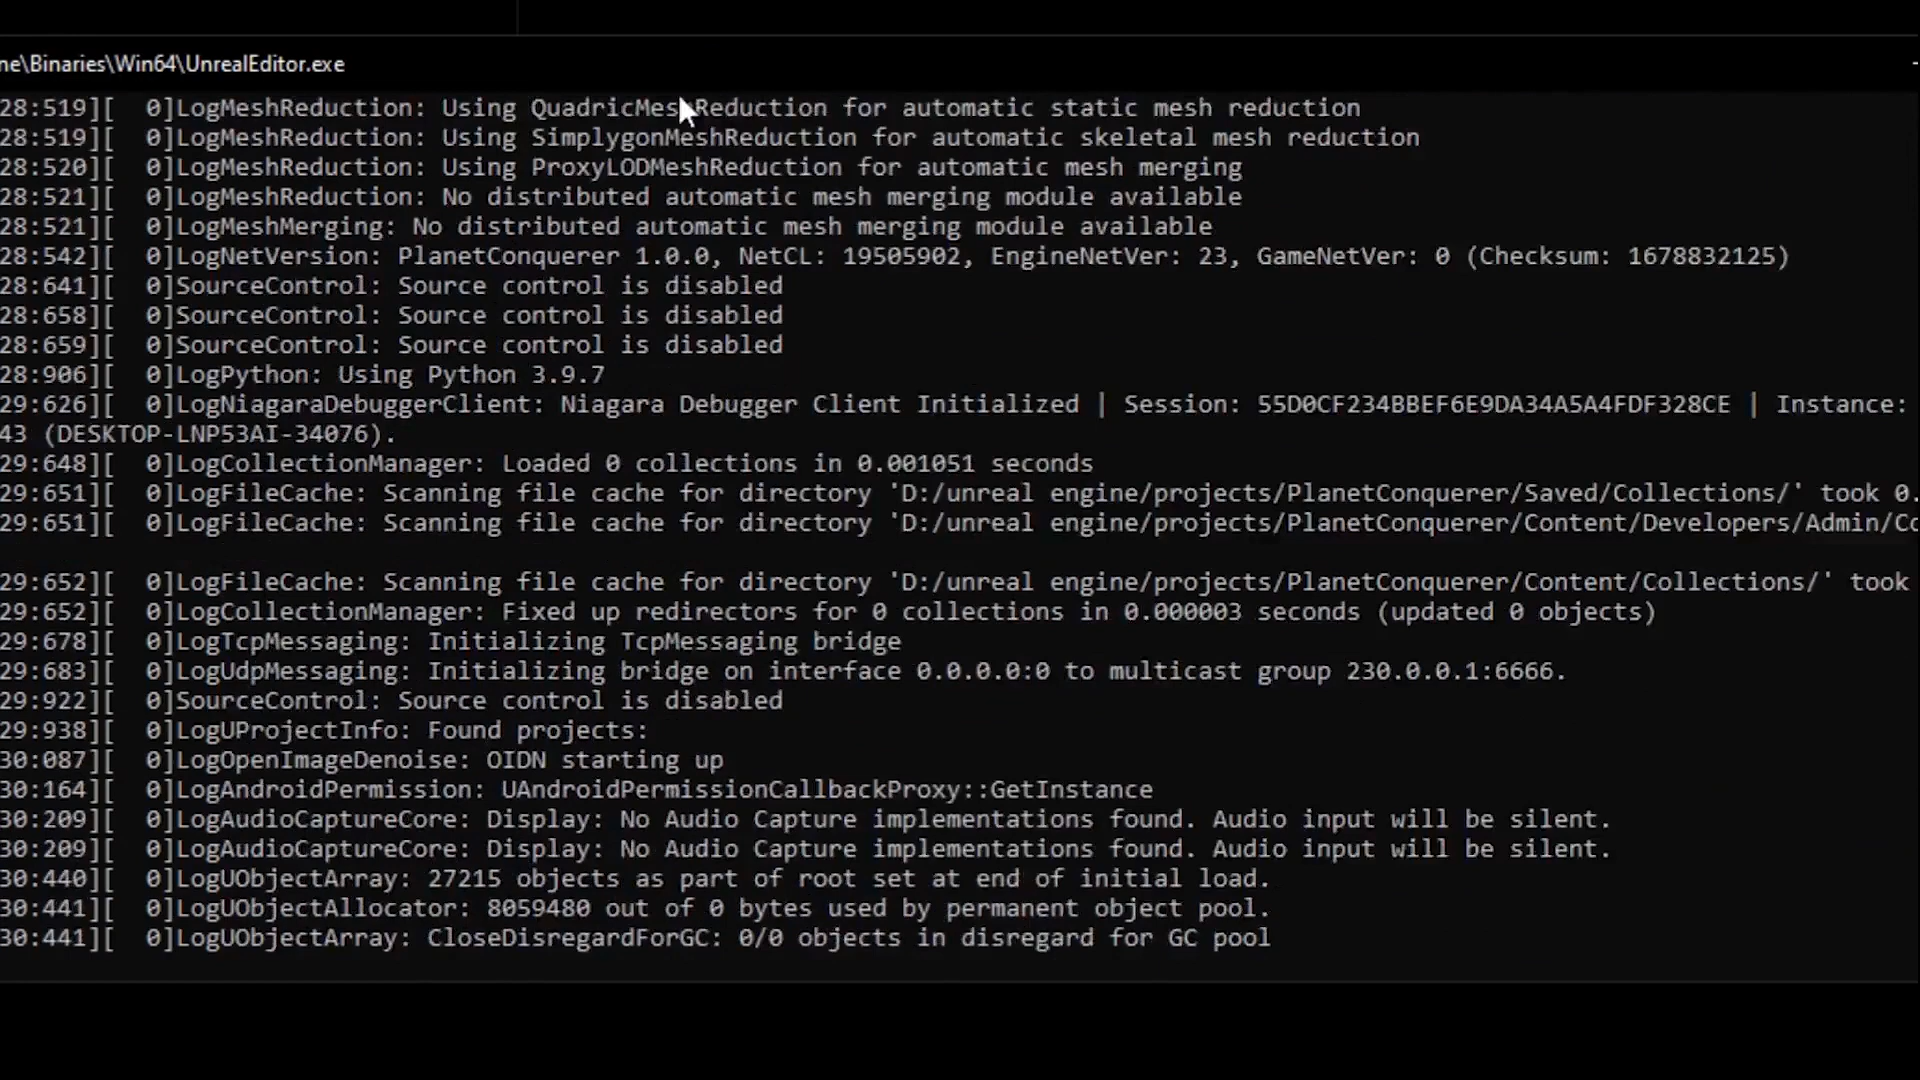 ne\Binaries\Win64\UnrealEditor.exe
28:519][  0]LogMeshReduction: Using QuadricMeshReduction for automatic static mesh reduction
28:519][  0]LogMeshReduction: Using SimplygonMeshReduction for automatic skeletal mesh reduction
28:520][  0]LogMeshReduction: Using ProxyLODMeshReduction for automatic mesh merging
28:521][  0]LogMeshReduction: No distributed automatic mesh merging module available
28:521][  0]LogMeshMerging: No distributed automatic mesh merging module available
28:542][  0]LogNetVersion: PlanetConquerer 1.0.0, NetCL: 19505902, EngineNetVer: 23, GameNetVer: 0 (Checksum: 1678832125)
28:641][  0]SourceControl: Source control is disabled
28:658][  0]SourceControl: Source control is disabled
28:659][  0]SourceControl: Source control is disabled
28:906][  0]LogPython: Using Python 3.9.7
29:626][  0]LogNiagaraDebuggerClient: Niagara Debugger Client Initialized | Session: 55D0CF234BBEF6E9DA34A5A4FDF328CE | Instance:
43 (DESKTOP-LNP53AI-34076).
29:648][  0]LogCollectionManager: Loaded 0 collections in 0.001051 seconds
29:651][  0]LogFileCache: Scanning file cache for directory 'D:/unreal engine/projects/PlanetConquerer/Saved/Collections/' took 0.
29:651][  0]LogFileCache: Scanning file cache for directory 'D:/unreal engine/projects/PlanetConquerer/Content/Developers/Admin/Co
29:652][  0]LogFileCache: Scanning file cache for directory 'D:/unreal engine/projects/PlanetConquerer/Content/Collections/' took
29:652][  0]LogCollectionManager: Fixed up redirectors for 0 collections in 0.000003 seconds (updated 0 objects)
29:678][  0]LogTcpMessaging: Initializing TcpMessaging bridge
29:683][  0]LogUdpMessaging: Initializing bridge on interface 0.0.0.0:0 to multicast group 230.0.0.1:6666.
29:922][  0]SourceControl: Source control is disabled
29:938][  0]LogUProjectInfo: Found projects:
30:087][  0]LogOpenImageDenoise: OIDN starting up
30:164][  0]LogAndroidPermission: UAndroidPermissionCallbackProxy::GetInstance
30:209][  0]LogAudioCaptureCore: Display: No Audio Capture implementations found. Audio input will be silent.
30:209][  0]LogAudioCaptureCore: Display: No Audio Capture implementations found. Audio input will be silent.
30:440][  0]LogUObjectArray: 27215 objects as part of root set at end of initial load.
30:441][  0]LogUObjectAllocator: 8059480 out of 0 bytes used by permanent object pool.
30:441][  0]LogUObjectArray: CloseDisregardForGC: 0/0 objects in disregard for GC pool